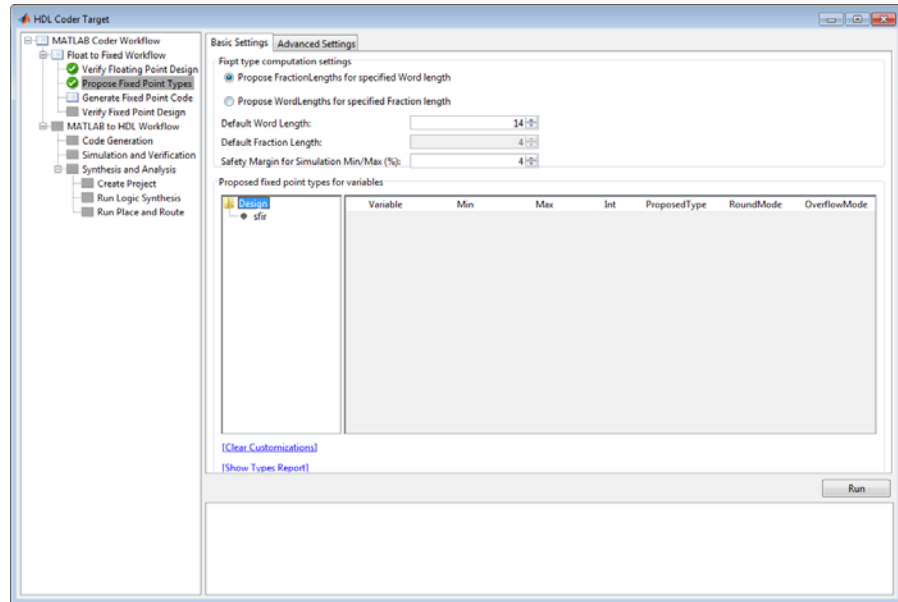 HDL Coder Target
MATLAB Coder Workflow
Float to Fixed Workflow
Verify Floating Point Design
Propose Fixed Point Types
Generate Fixed Point Code
Verify Fixed Point Design
MATLAB to HDL Workflow
Code Generation
Simulation and Verification
Synthesis and Analysis
Create Project
Run Logic Synthesis
Run Place and Route
Basic Settings Advanced Settings
Fixpt type computation settings
Propose FractionLengths for specified Word length
Propose WordLengths for specified Fraction length
Default Word Length: 14
Default Fraction Length: 4
Safety Margin for Simulation Min/Max (%): 4
Proposed fixed point types for variables
Design
sfir
Variable Min Max Int ProposedType RoundMode OverflowMode
[Clear Customizations]
[Show Types Report]
Run